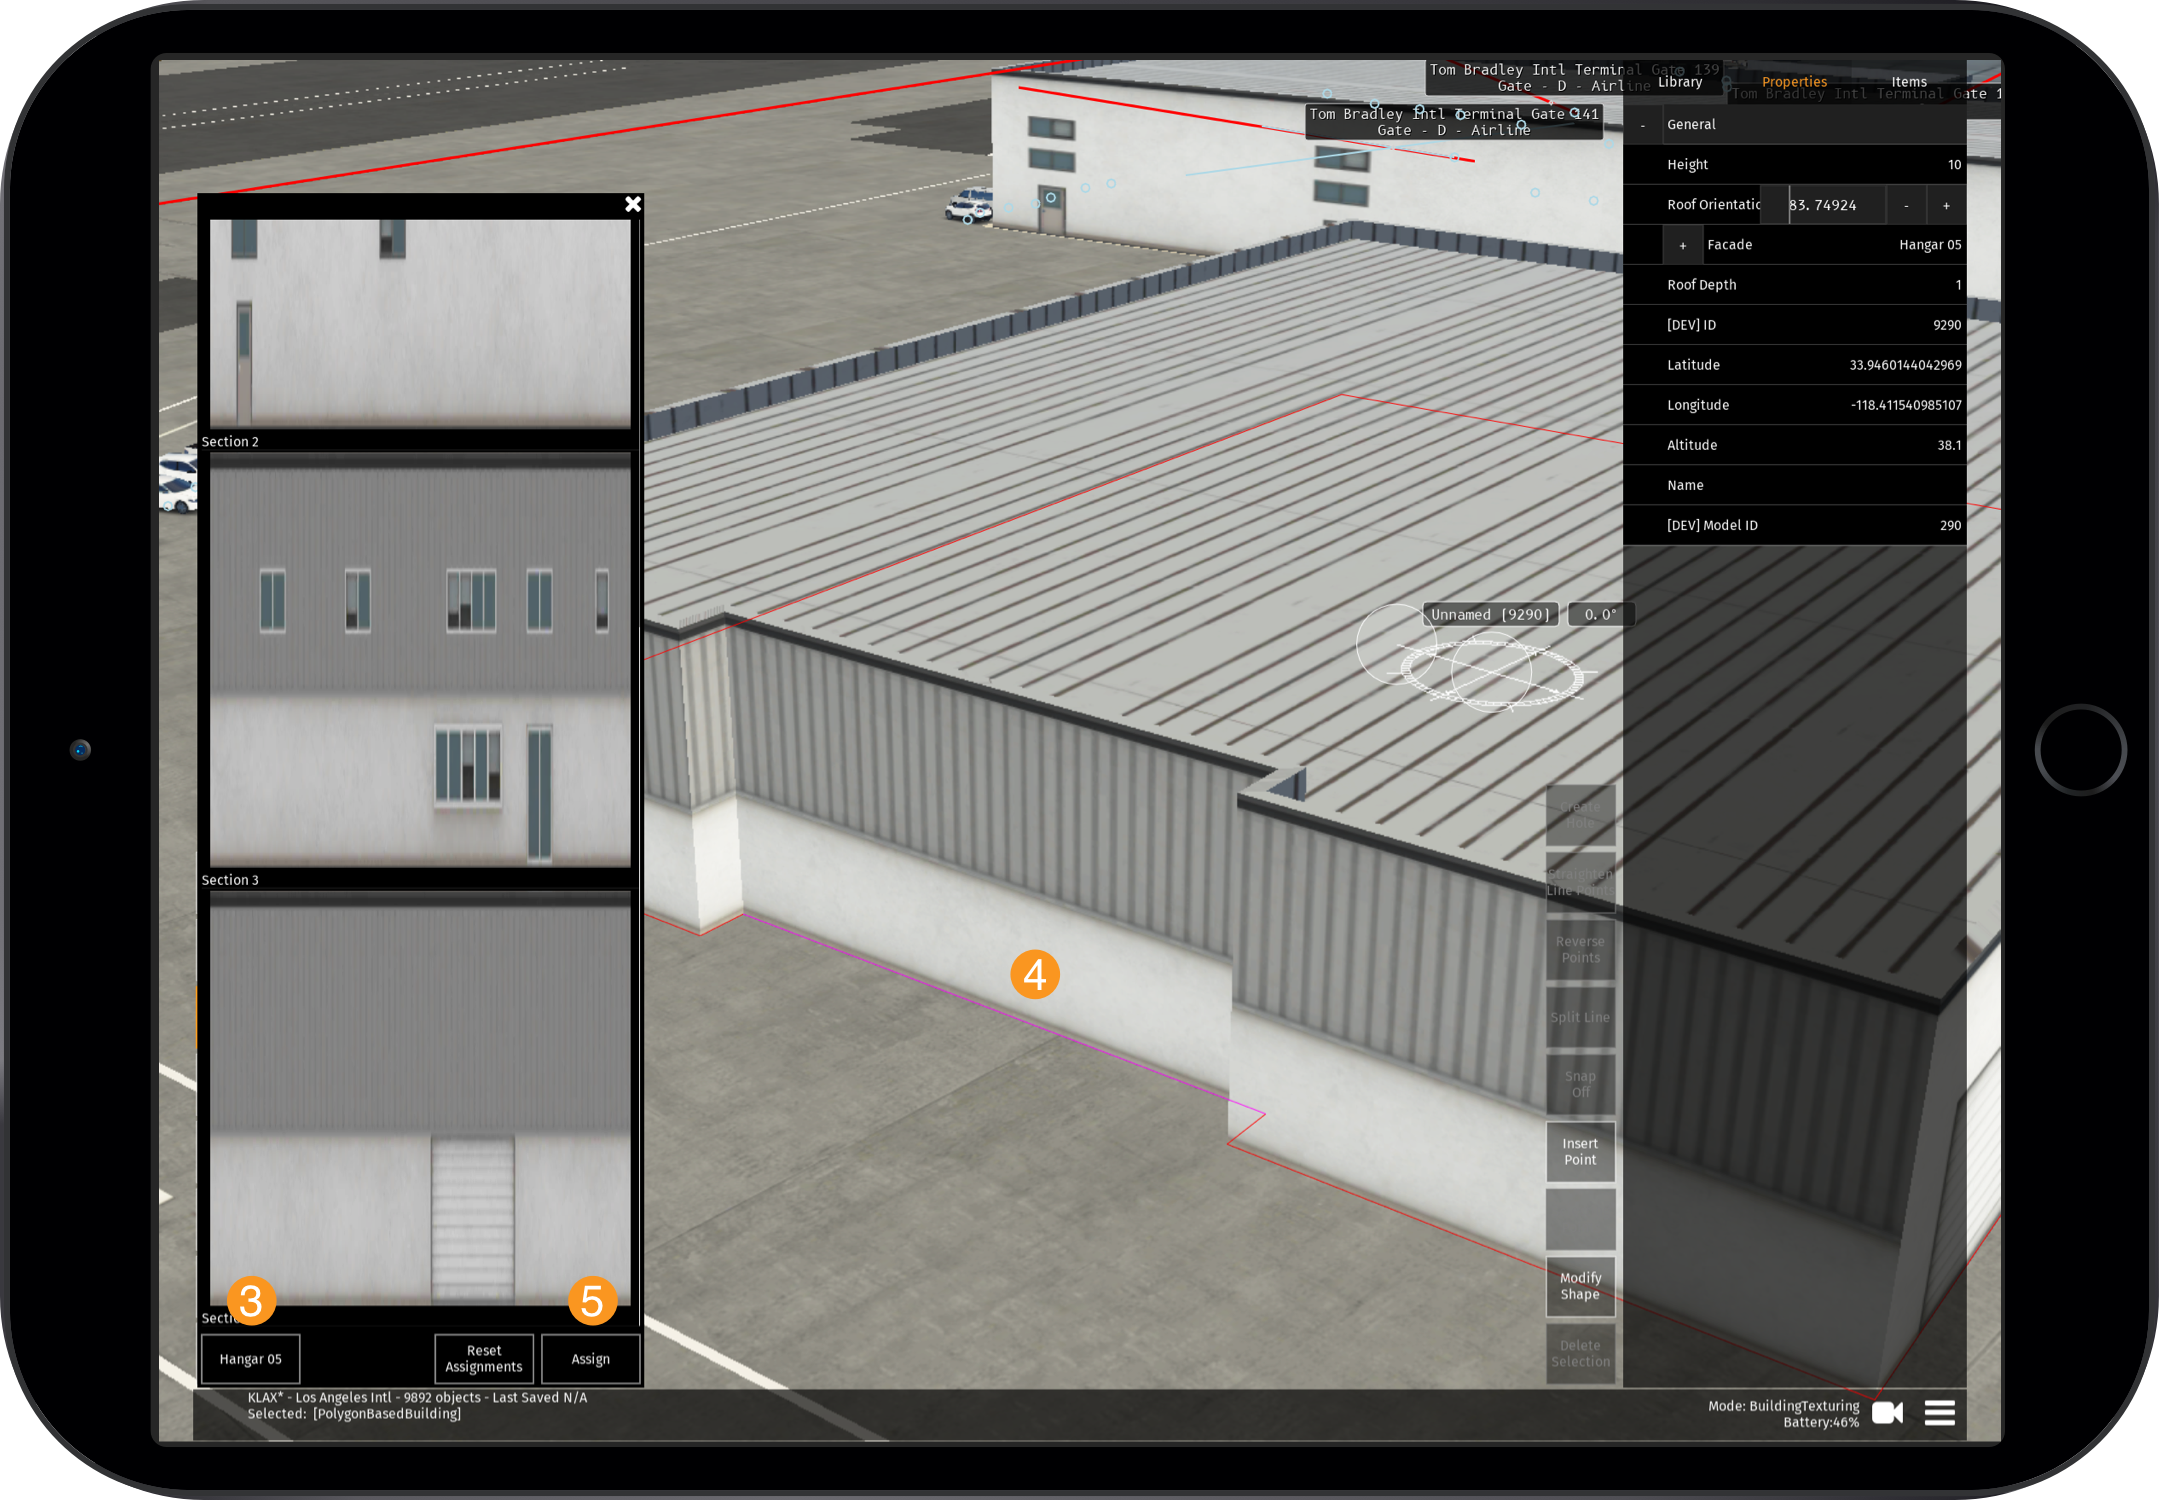 Tom Bradley Intl Terminal Gate 139
Gate - D - Airline
Tom Bradley Intl Terminal Gate 141
Gate - D - Airline
Tom Bradley Intl Terminal Gate 1
Library
Properties
Items
- General
Height 10
Roof Orientatio 83.74924 - +
+ Facade Hangar 05
Roof Depth 1
[DEV] ID 9290
Latitude 33.9460144042969
Longitude -118.411540985107
Altitude 38.1
Name
[DEV] Model ID 290
Section 2
Section 3
Secti
3
5
4
Hangar 05
Reset
Assignments
Assign
Unnamed [9290]
0.0°
Create
Hole
Straighten
Line Points
Reverse
Points
Split Line
Snap
Off
Insert
Point
Modify
Shape
Delete
Selection
KLAX* - Los Angeles Intl - 9892 objects - Last Saved N/A
Selected: [PolygonBasedBuilding]
Mode: BuildingTexturing
Battery:46%